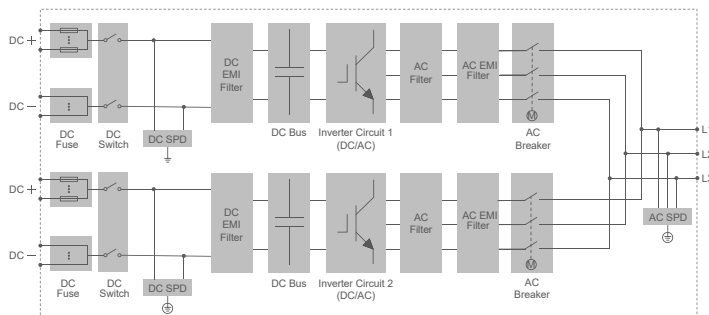 DC +
DC
EMI
Filter
DC Bus
Inverter Circuit 1
(DC/AC)
AC
Filter
AC EMI
Filter
M
AC
Breaker
DC −
DC
Fuse
DC
Switch
DC SPD
L1
L2
L3
AC SPD
DC +
DC
EMI
Filter
DC Bus
Inverter Circuit 2
(DC/AC)
AC
Filter
AC EMI
Filter
M
AC
Breaker
DC −
DC
Fuse
DC
Switch
DC SPD